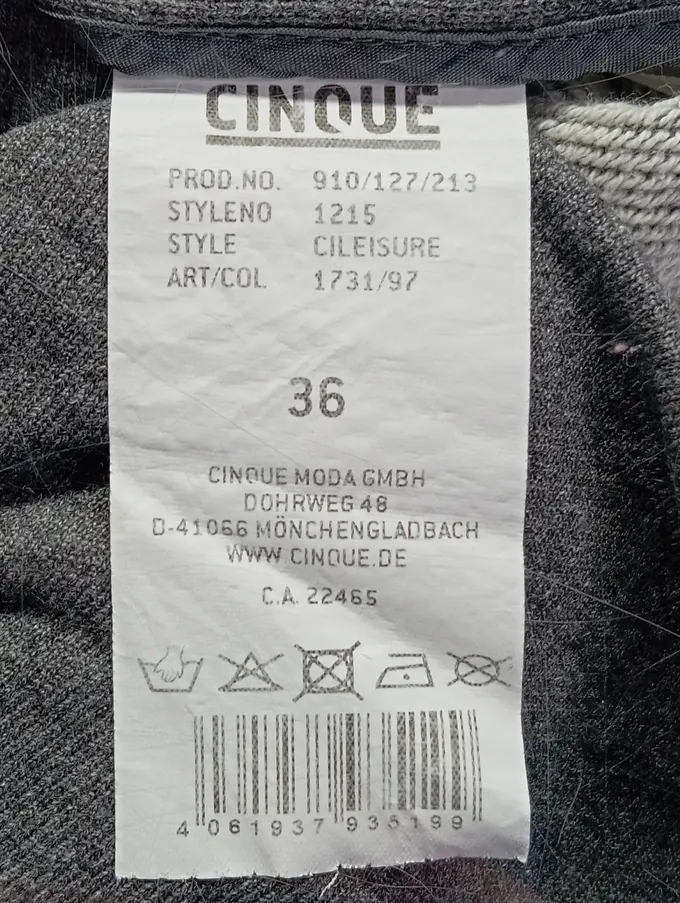 CINQUE
PROD.NO. 910/127/213
STYLENO 1215
STYLE CILEISURE
ART/COL. 1731/97
36
CINQUE MODA GMBH
DOHRWEG 48
D-41066 MÖNCHENGLADBACH
WWW.CINQUE.DE
C.A. 22465
4 061937 935199